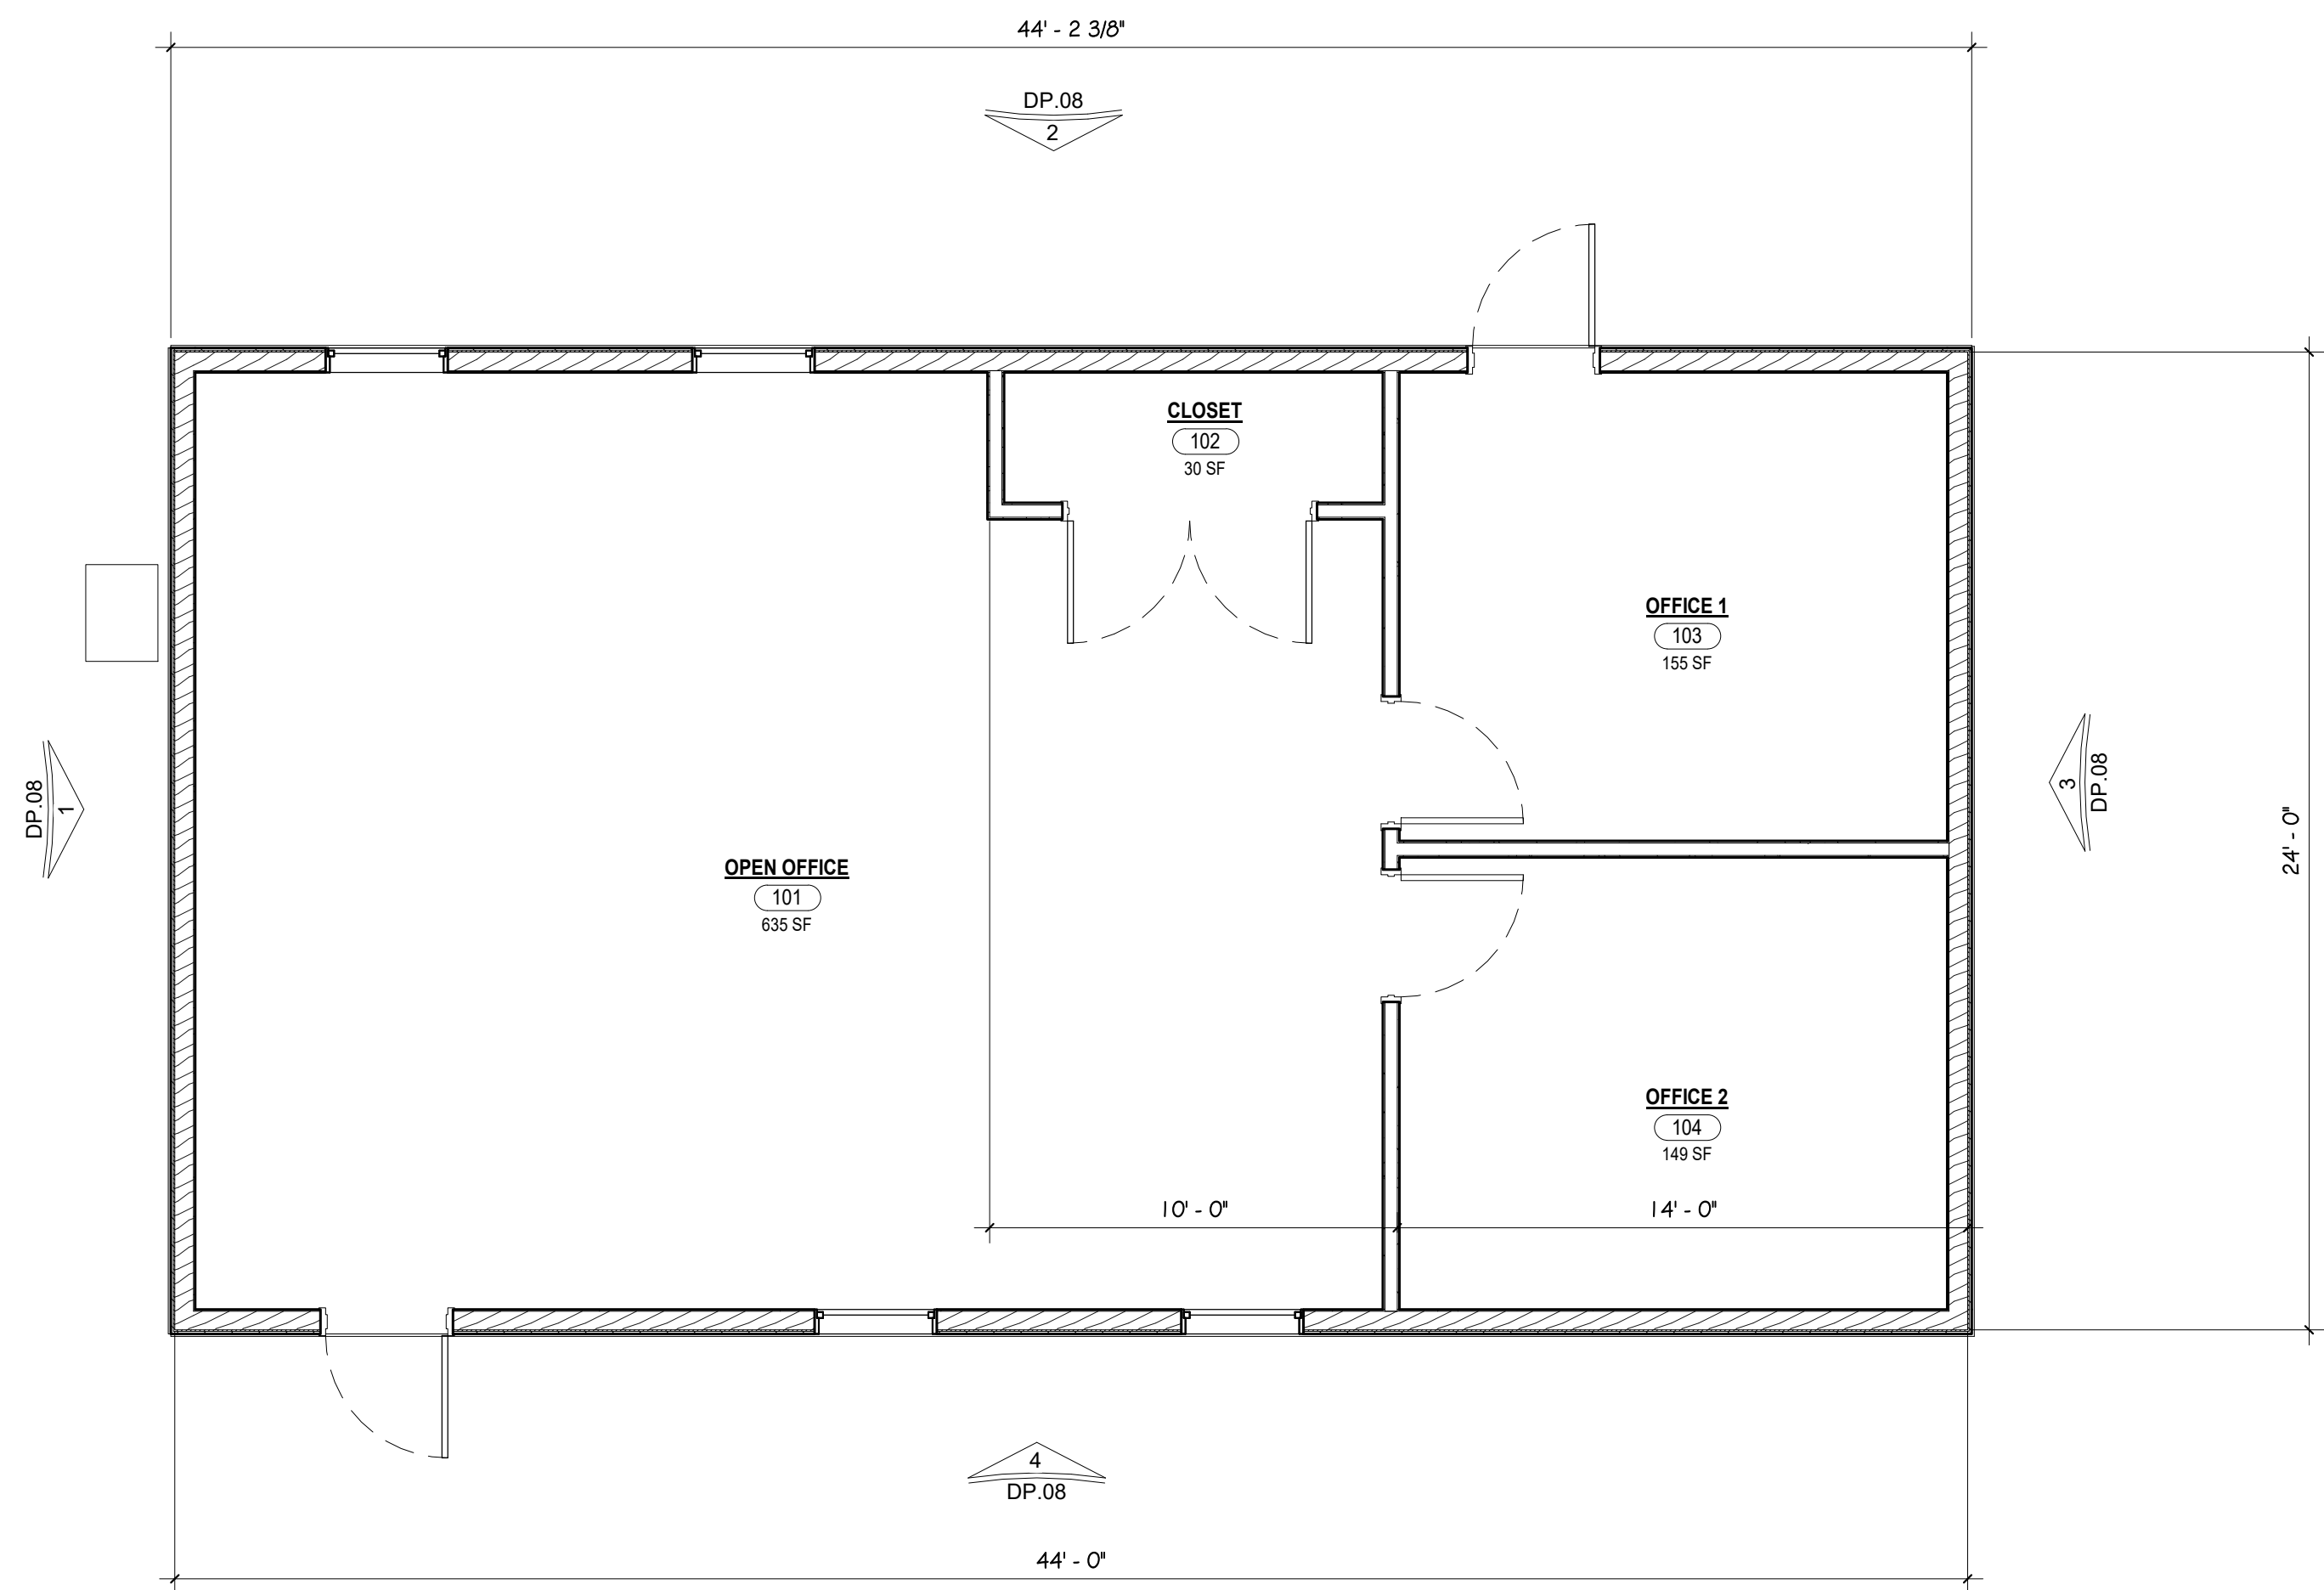 44' - 2 3/8"
DP.08
2
CLOSET
102
30 SF
OFFICE 1
103
155 SF
DP.08
1
3
DP.08
24' - 0"
OPEN OFFICE
101
635 SF
OFFICE 2
104
149 SF
10' - 0"
14' - 0"
4
DP.08
44' - 0"